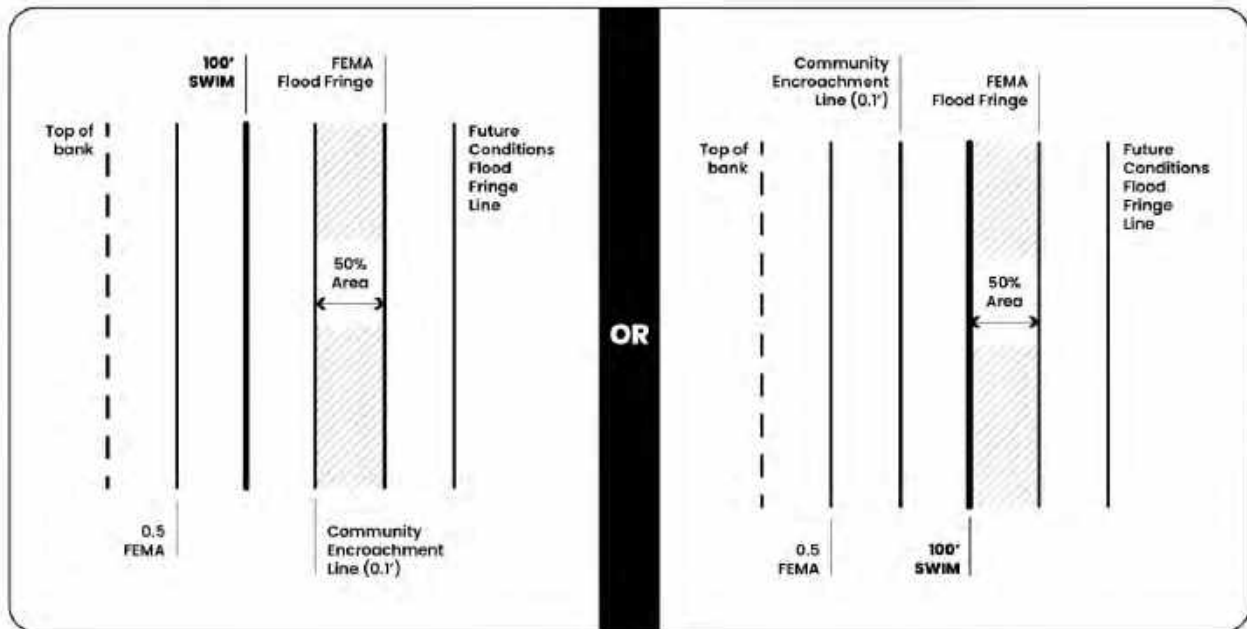 100'
SWIM
FEMA
Flood Fringe
Top of
bank
Future
Conditions
Flood
Fringe
Line
50%
Area
0.5
FEMA
Community
Encroachment
Line (0.1')
OR
Community
Encroachment
Line (0.1')
FEMA
Flood Fringe
Top of
bank
Future
Conditions
Flood
Fringe
Line
50%
Area
0.5
FEMA
100'
SWIM